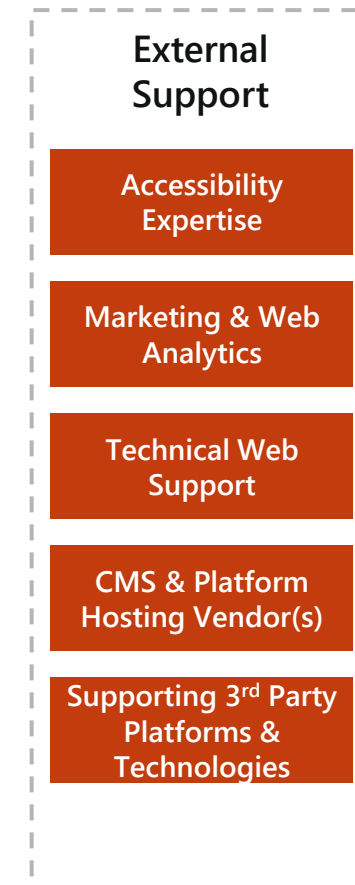 External
Support
Accessibility
Expertise
Marketing & Web
Analytics
Technical Web
Support
CMS & Platform
Hosting Vendor(s)
Supporting 3rd Party
Platforms &
Technologies